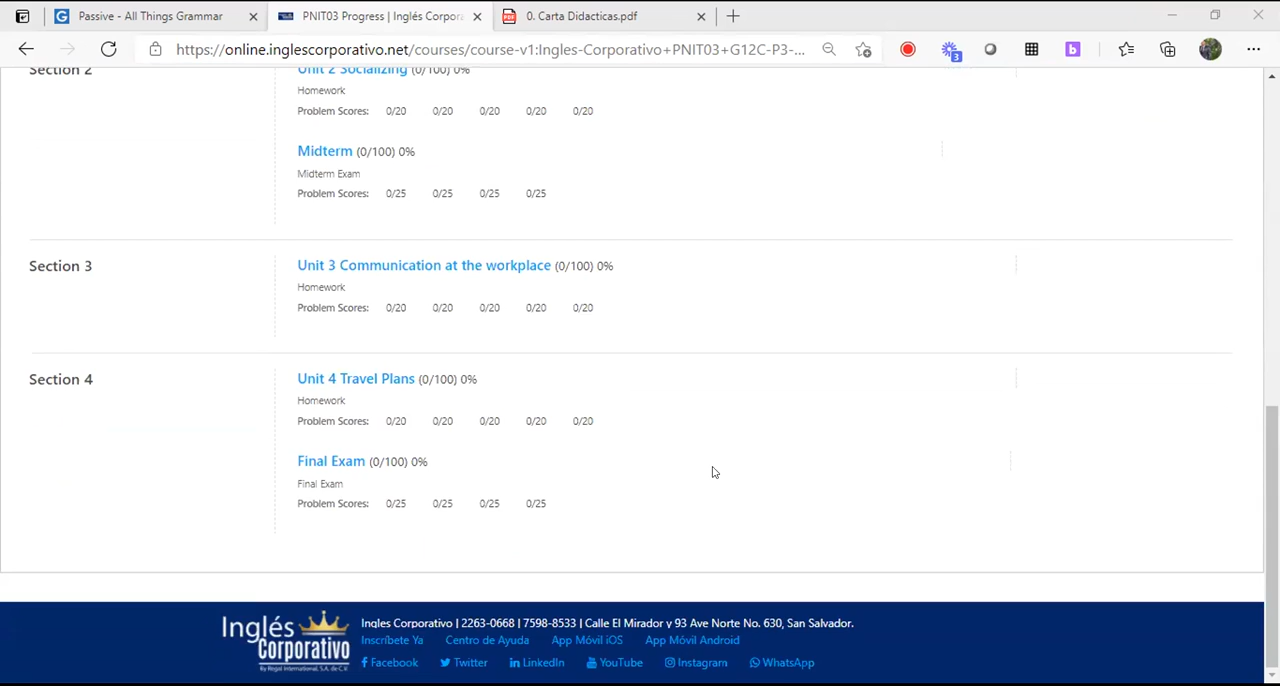 Passive - All Things Grammar
PNIT03 Progress | Inglés Corpora
0. Carta Didacticas.pdf
https://online.inglescorporativo.net/courses/course-v1:Ingles-Corporativo+PNIT03+G12C-P3-...
3
b
Section 2
Unit 2 Socializing (0/100) 0%
Homework
Problem Scores: 0/20 0/20 0/20 0/20 0/20
Midterm (0/100) 0%
Midterm Exam
Problem Scores: 0/25 0/25 0/25 0/25
Section 3
Unit 3 Communication at the workplace (0/100) 0%
Homework
Problem Scores: 0/20 0/20 0/20 0/20 0/20
Section 4
Unit 4 Travel Plans (0/100) 0%
Homework
Problem Scores: 0/20 0/20 0/20 0/20 0/20
Final Exam (0/100) 0%
Final Exam
Problem Scores: 0/25 0/25 0/25 0/25
Inglés
Corporativo
By Regal International, S.A. de C.V.
Ingles Corporativo | 2263-0668 | 7598-8533 | Calle El Mirador y 93 Ave Norte No. 630, San Salvador.
Inscríbete Ya Centro de Ayuda App Móvil iOS App Móvil Android
Facebook Twitter LinkedIn YouTube Instagram WhatsApp